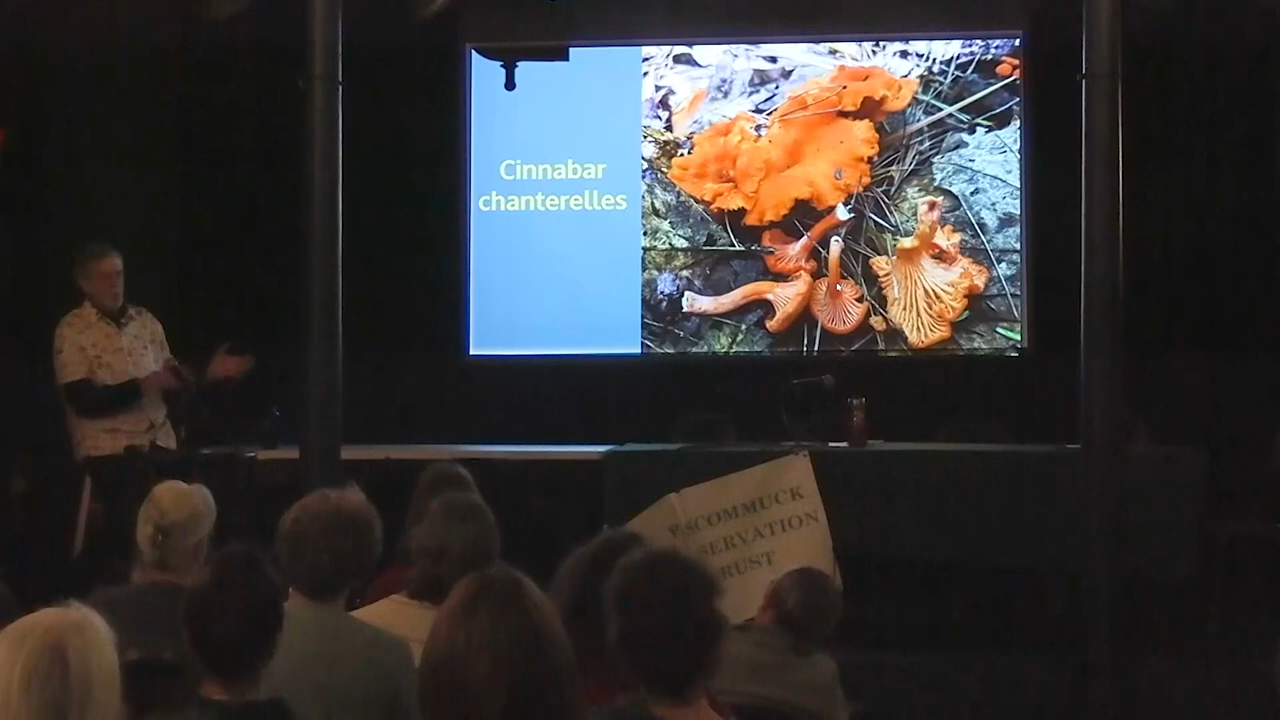 Cinnabar
chanterelles
SCOMMUCK
SERVATION
RUST